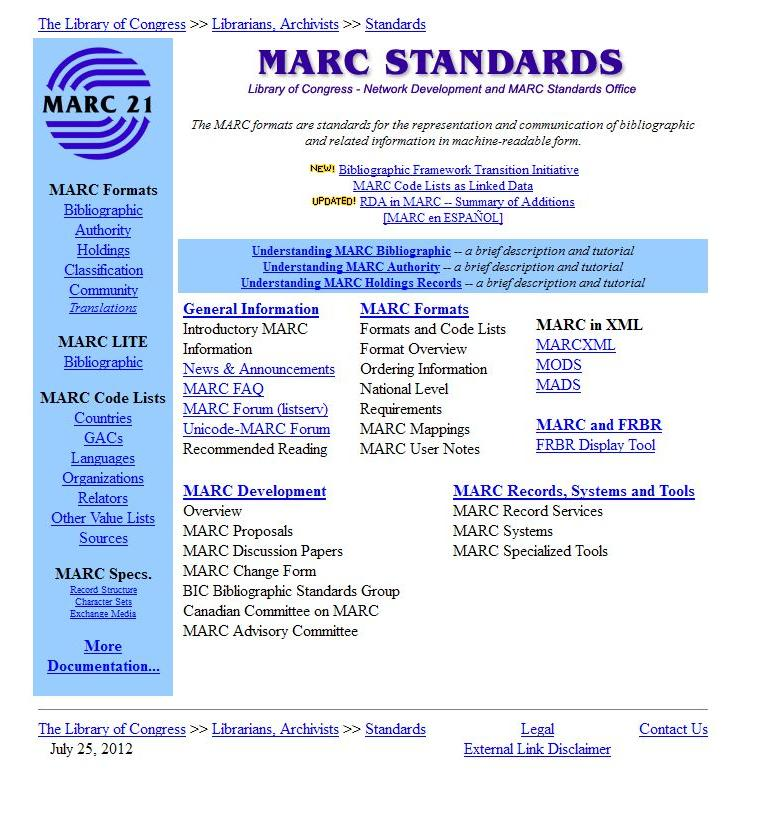 The Library of Congress >> Librarians, Archivists >> Standards
MARC 21
MARC Formats
Bibliographic
Authority
Holdings
Classification
Community
Translations
MARC LITE
Bibliographic
MARC Code Lists
Countries
GACs
Languages
Organizations
Relators
Other Value Lists
Sources
MARC Specs.
Record Structure
Character Sets
Exchange Media
More
Documentation...
MARC STANDARDS
Library of Congress - Network Development and MARC Standards Office
The MARC formats are standards for the representation and communication of bibliographic
and related information in machine-readable form.
NEW! Bibliographic Framework Transition Initiative
MARC Code Lists as Linked Data
UPDATED! RDA in MARC -- Summary of Additions
[MARC en ESPAÑOL]
Understanding MARC Bibliographic -- a brief description and tutorial
Understanding MARC Authority -- a brief description and tutorial
Understanding MARC Holdings Records -- a brief description and tutorial
General Information
Introductory MARC
Information
News & Announcements
MARC FAQ
MARC Forum (listserv)
Unicode-MARC Forum
Recommended Reading
MARC Formats
Formats and Code Lists
Format Overview
Ordering Information
National Level
Requirements
MARC Mappings
MARC User Notes
MARC in XML
MARCXML
MODS
MADS
MARC and FRBR
FRBR Display Tool
MARC Development
Overview
MARC Proposals
MARC Discussion Papers
MARC Change Form
BIC Bibliographic Standards Group
Canadian Committee on MARC
MARC Advisory Committee
MARC Records, Systems and Tools
MARC Record Services
MARC Systems
MARC Specialized Tools
The Library of Congress >> Librarians, Archivists >> Standards
July 25, 2012
Legal
External Link Disclaimer
Contact Us